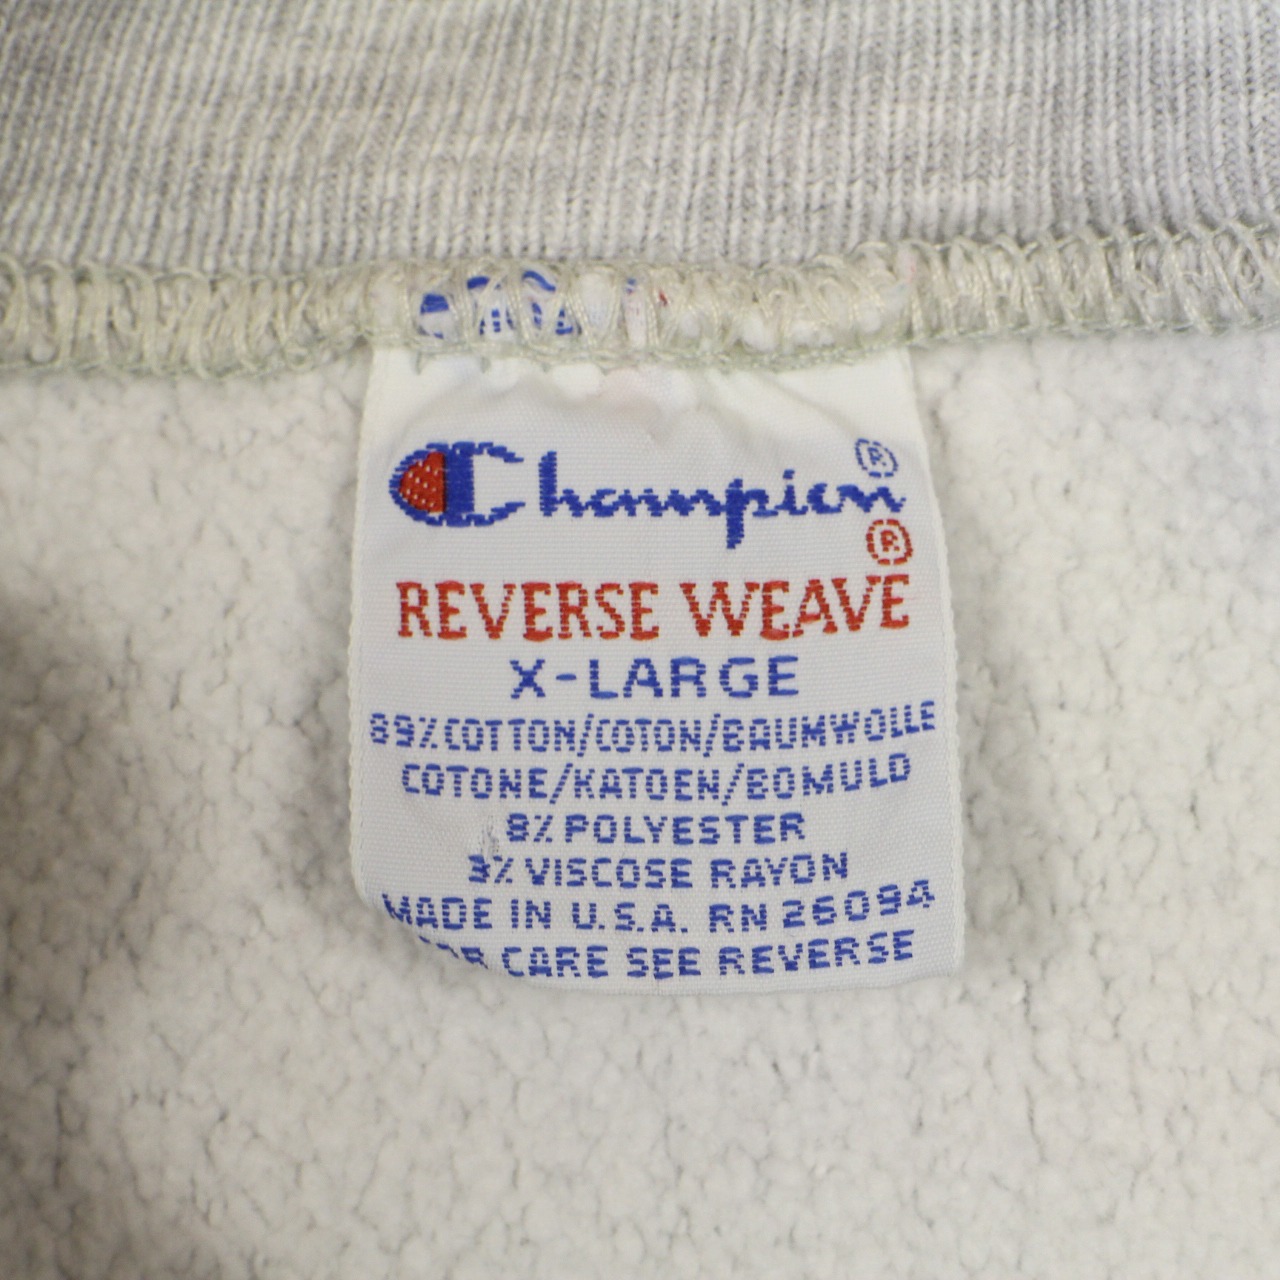 Champion®
®
REVERSE WEAVE
X-LARGE
89% COTTON/COTON/BAUMWOLLE
COTONE/KATOEN/BOMULD
8% POLYESTER
3% VISCOSE RAYON
MADE IN U.S.A. RN 26094
CARE SEE REVERSE